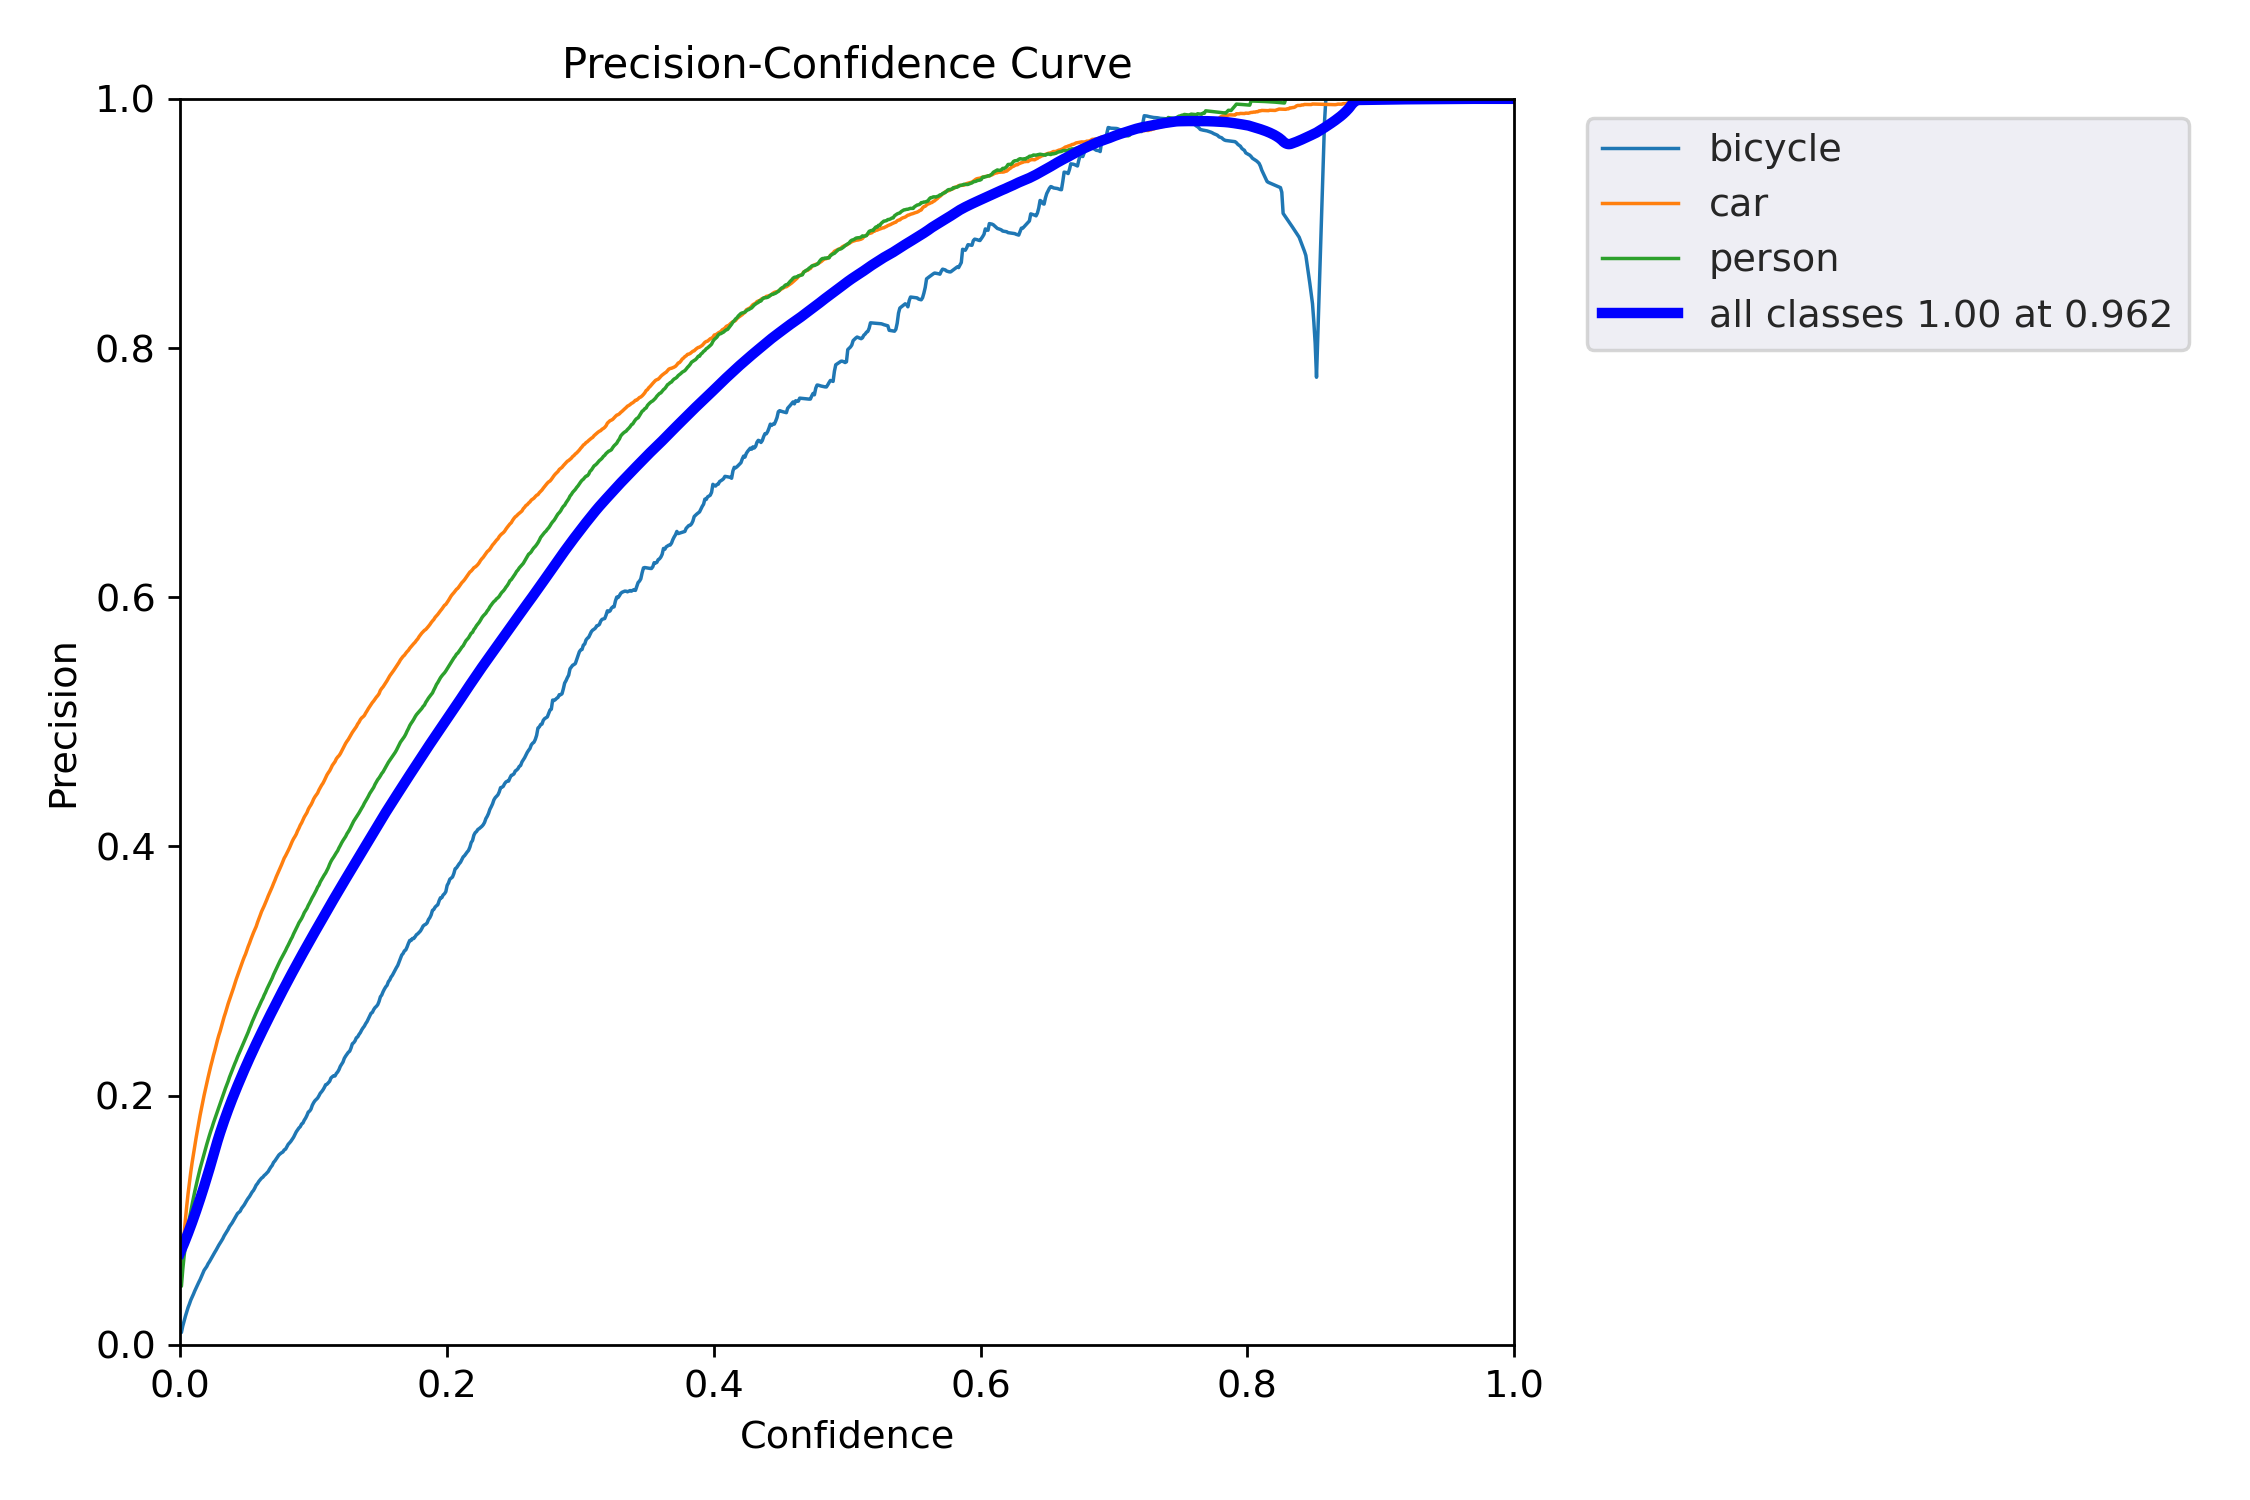 Precision-Confidence Curve
1.0
0.8
0.6
0.4
0.2
0.0
Precision
0.0 0.2 0.4 0.6 0.8 1.0
Confidence
bicycle
car
person
all classes 1.00 at 0.962